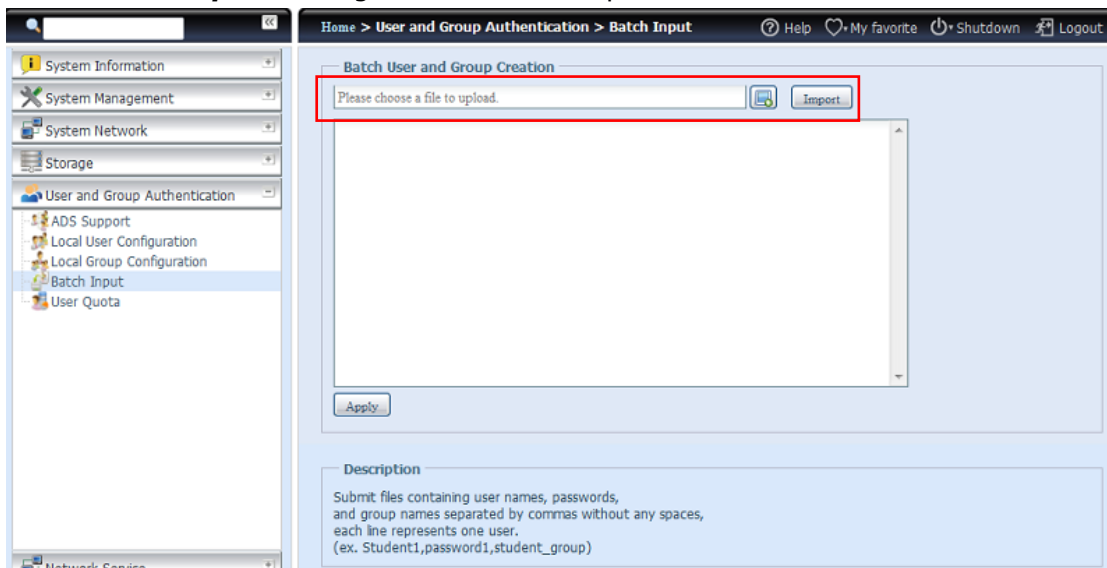 Home > User and Group Authentication > Batch Input
Help
My favorite
Shutdown
Logout
System Information
System Management
System Network
Storage
User and Group Authentication
ADS Support
Local User Configuration
Local Group Configuration
Batch Input
User Quota
Batch User and Group Creation
Please choose a file to upload.
Import
Apply
Description
Submit files containing user names, passwords,
and group names separated by commas without any spaces,
each line represents one user.
(ex. Student1,password1,student_group)
Network Service